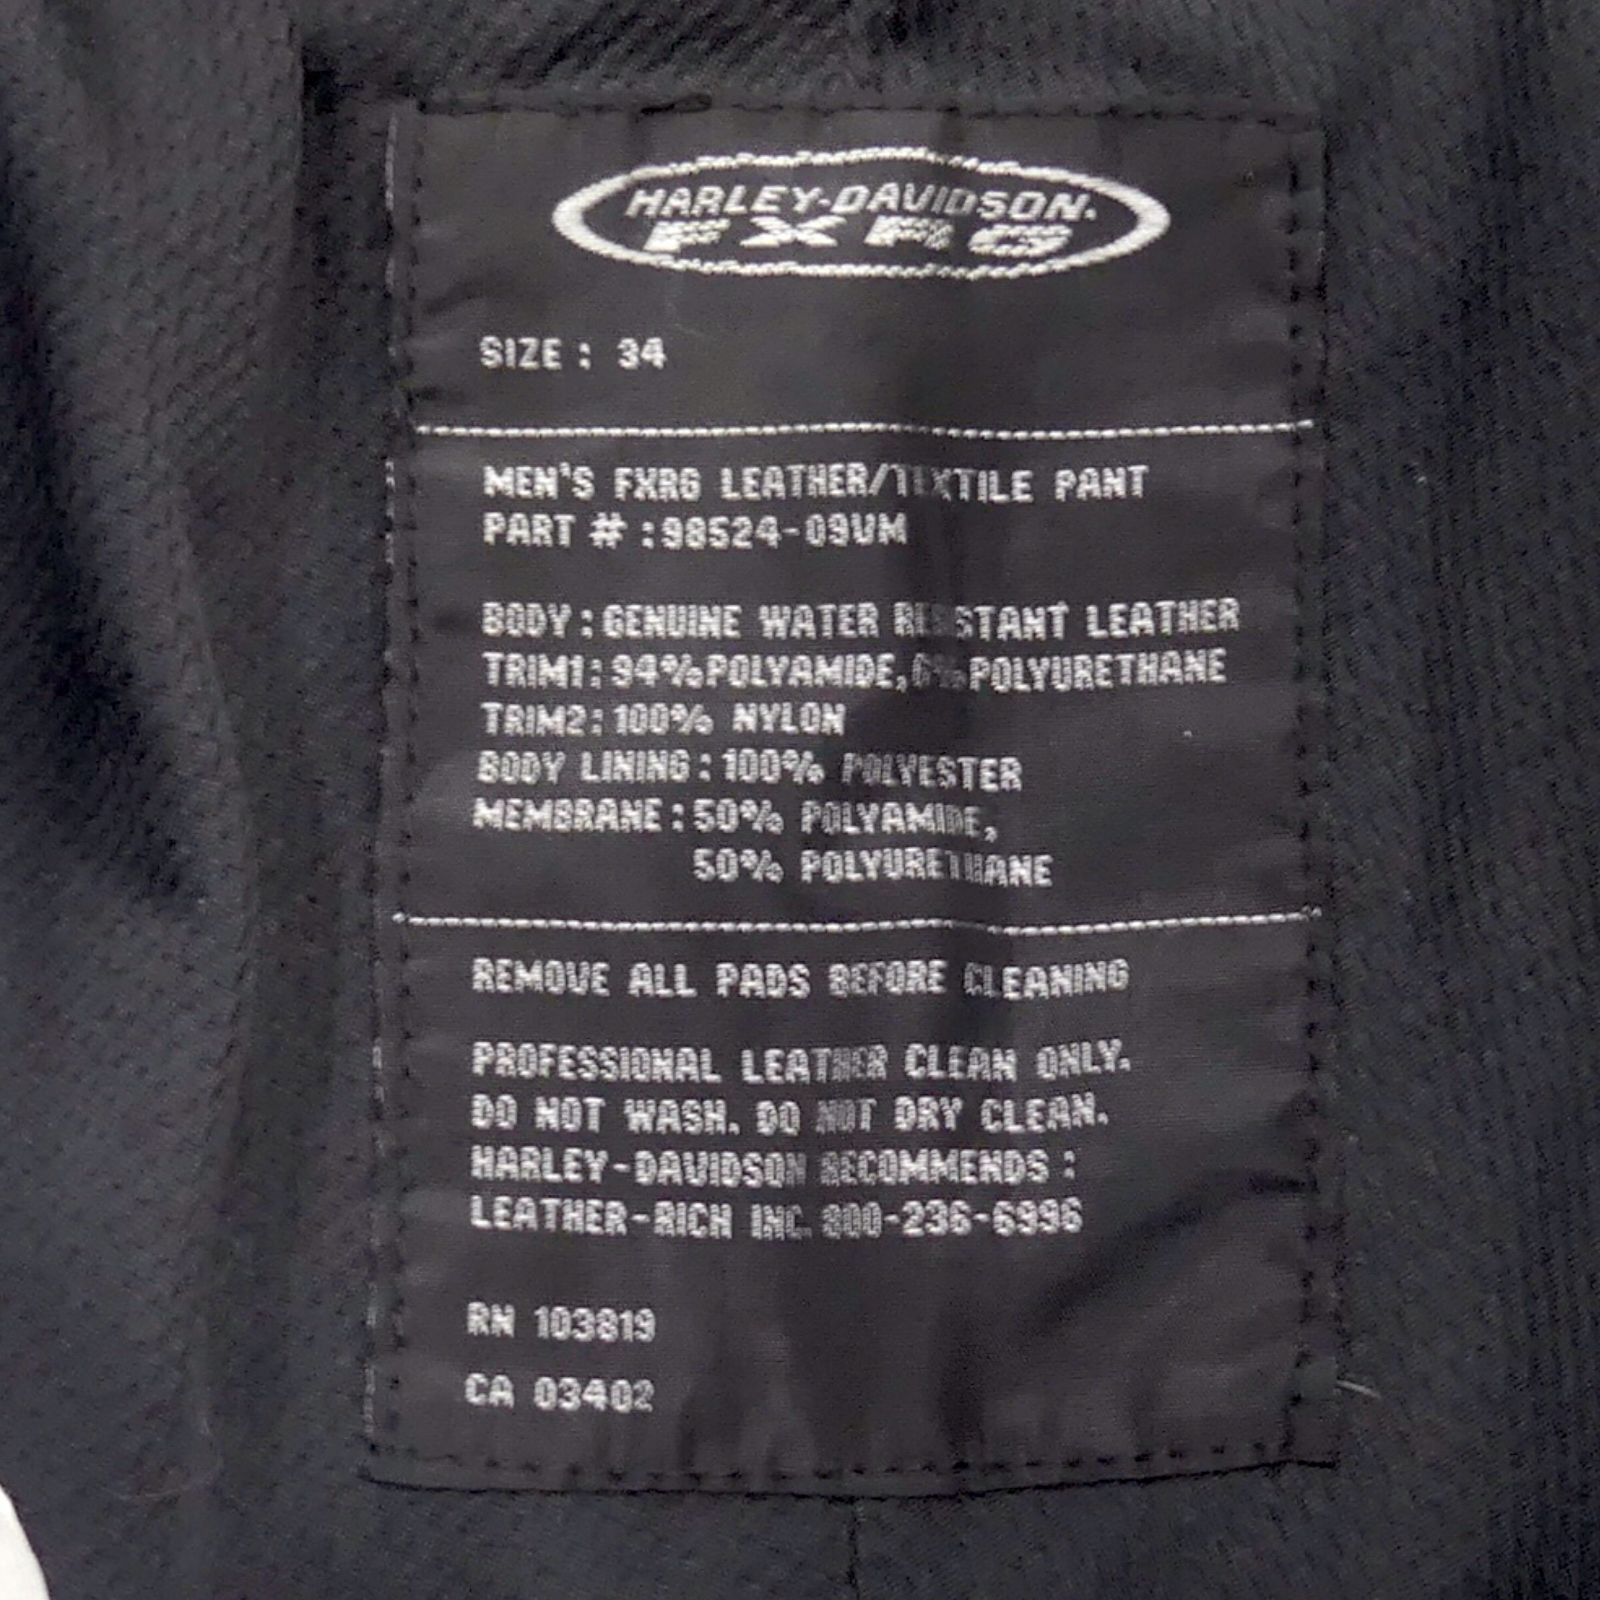 HARLEY-DAVIDSON.
FXRG
SIZE : 34
MEN'S FXRG LEATHER/TEXTILE PANT
PART # :98524-09VM
BODY : GENUINE WATER RESISTANT LEATHER
TRIM1: 94% POLYAMIDE, 6% POLYURETHANE
TRIM2: 100% NYLON
BODY LINING : 100% POLYESTER
MEMBRANE : 50% POLYAMIDE,
50% POLYURETHANE
REMOVE ALL PADS BEFORE CLEANING
PROFESSIONAL LEATHER CLEAN ONLY.
DO NOT WASH. DO NOT DRY CLEAN.
HARLEY-DAVIDSON RECOMMENDS :
LEATHER-RICH INC. 800-236-6996
RN 103819
CA 03402